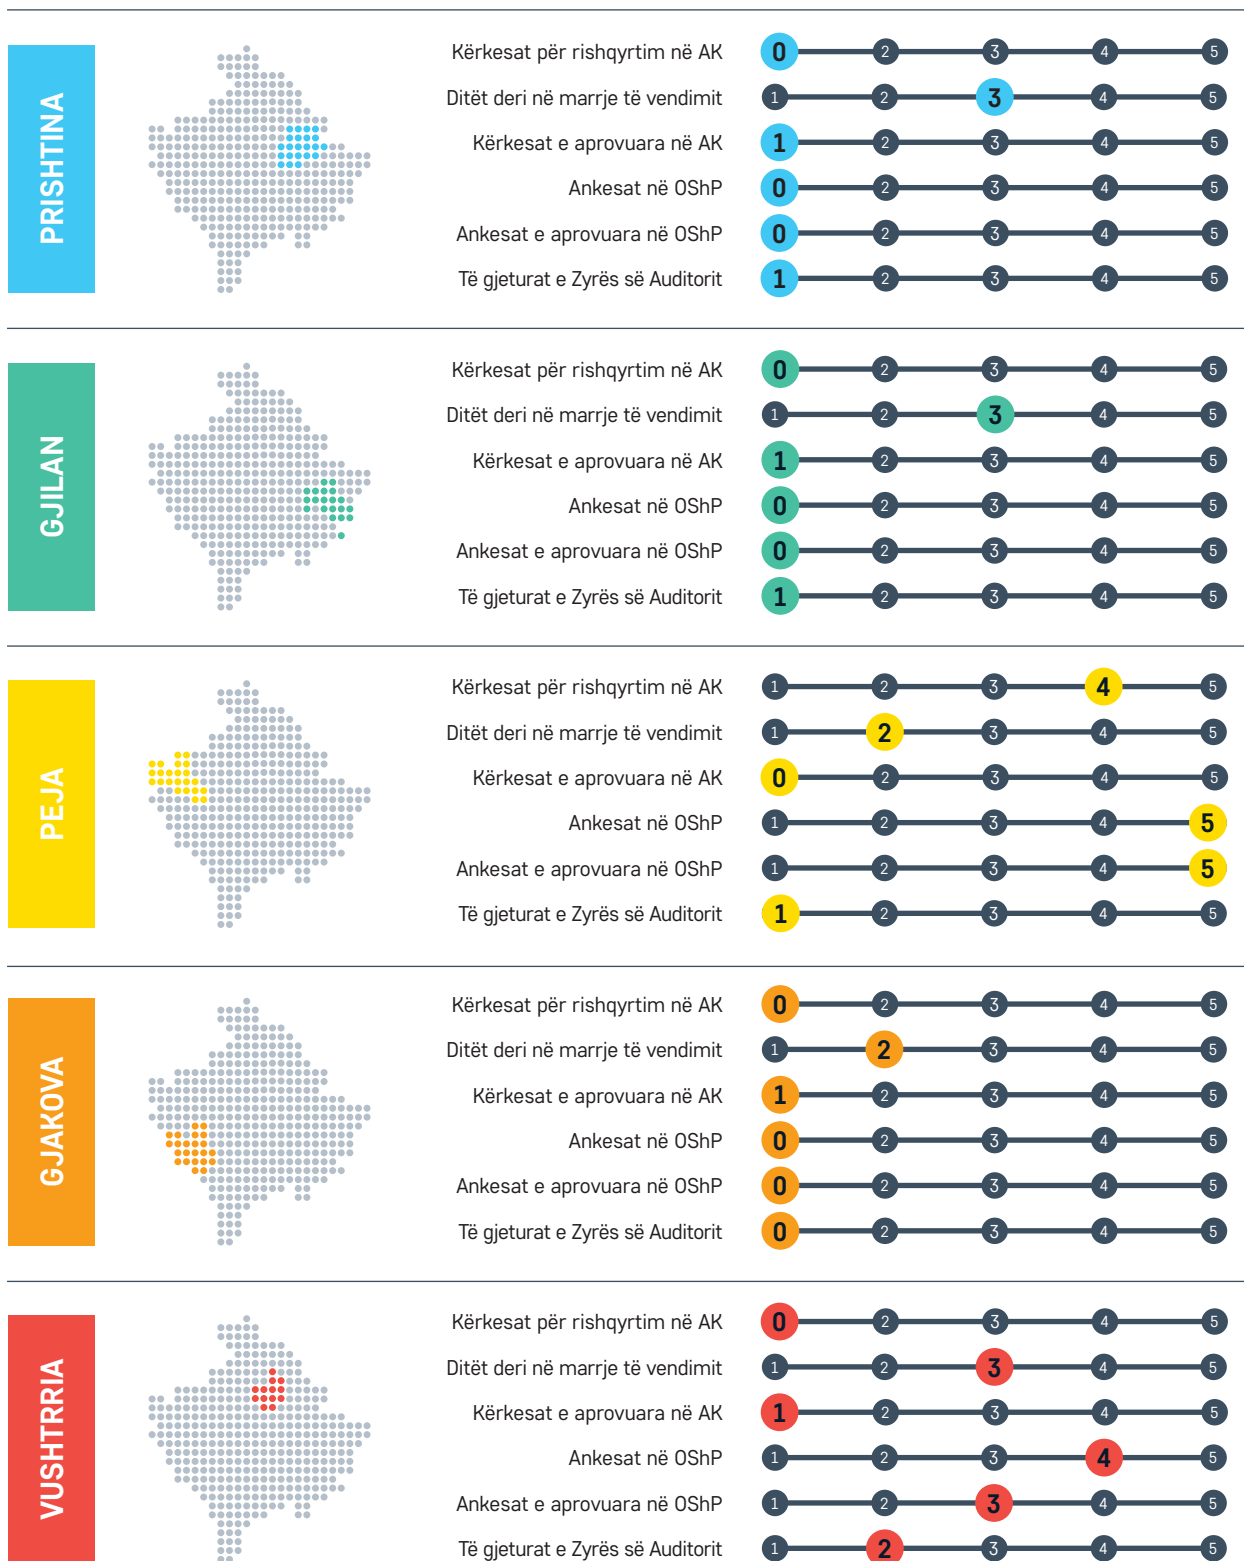 PRISHTINA
Kërkesat për rishqyrtim në AK 0 2 3 4 5
Ditët deri në marrje të vendimit 1 2 3 4 5
Kërkesat e aprovuara në AK 1 2 3 4 5
Ankesat në OShP 0 2 3 4 5
Ankesat e aprovuara në OShP 0 2 3 4 5
Të gjeturat e Zyrës së Auditorit 1 2 3 4 5
GJILAN
Kërkesat për rishqyrtim në AK 0 2 3 4 5
Ditët deri në marrje të vendimit 1 2 3 4 5
Kërkesat e aprovuara në AK 1 2 3 4 5
Ankesat në OShP 0 2 3 4 5
Ankesat e aprovuara në OShP 0 2 3 4 5
Të gjeturat e Zyrës së Auditorit 1 2 3 4 5
PEJA
Kërkesat për rishqyrtim në AK 1 2 3 4 5
Ditët deri në marrje të vendimit 1 2 3 4 5
Kërkesat e aprovuara në AK 0 2 3 4 5
Ankesat në OShP 1 2 3 4 5
Ankesat e aprovuara në OShP 1 2 3 4 5
Të gjeturat e Zyrës së Auditorit 1 2 3 4 5
GJAKOVA
Kërkesat për rishqyrtim në AK 0 2 3 4 5
Ditët deri në marrje të vendimit 1 2 3 4 5
Kërkesat e aprovuara në AK 1 2 3 4 5
Ankesat në OShP 0 2 3 4 5
Ankesat e aprovuara në OShP 0 2 3 4 5
Të gjeturat e Zyrës së Auditorit 0 2 3 4 5
VUSHTRRIA
Kërkesat për rishqyrtim në AK 0 2 3 4 5
Ditët deri në marrje të vendimit 1 2 3 4 5
Kërkesat e aprovuara në AK 1 2 3 4 5
Ankesat në OShP 1 2 3 4 5
Ankesat e aprovuara në OShP 1 2 3 4 5
Të gjeturat e Zyrës së Auditorit 1 2 3 4 5